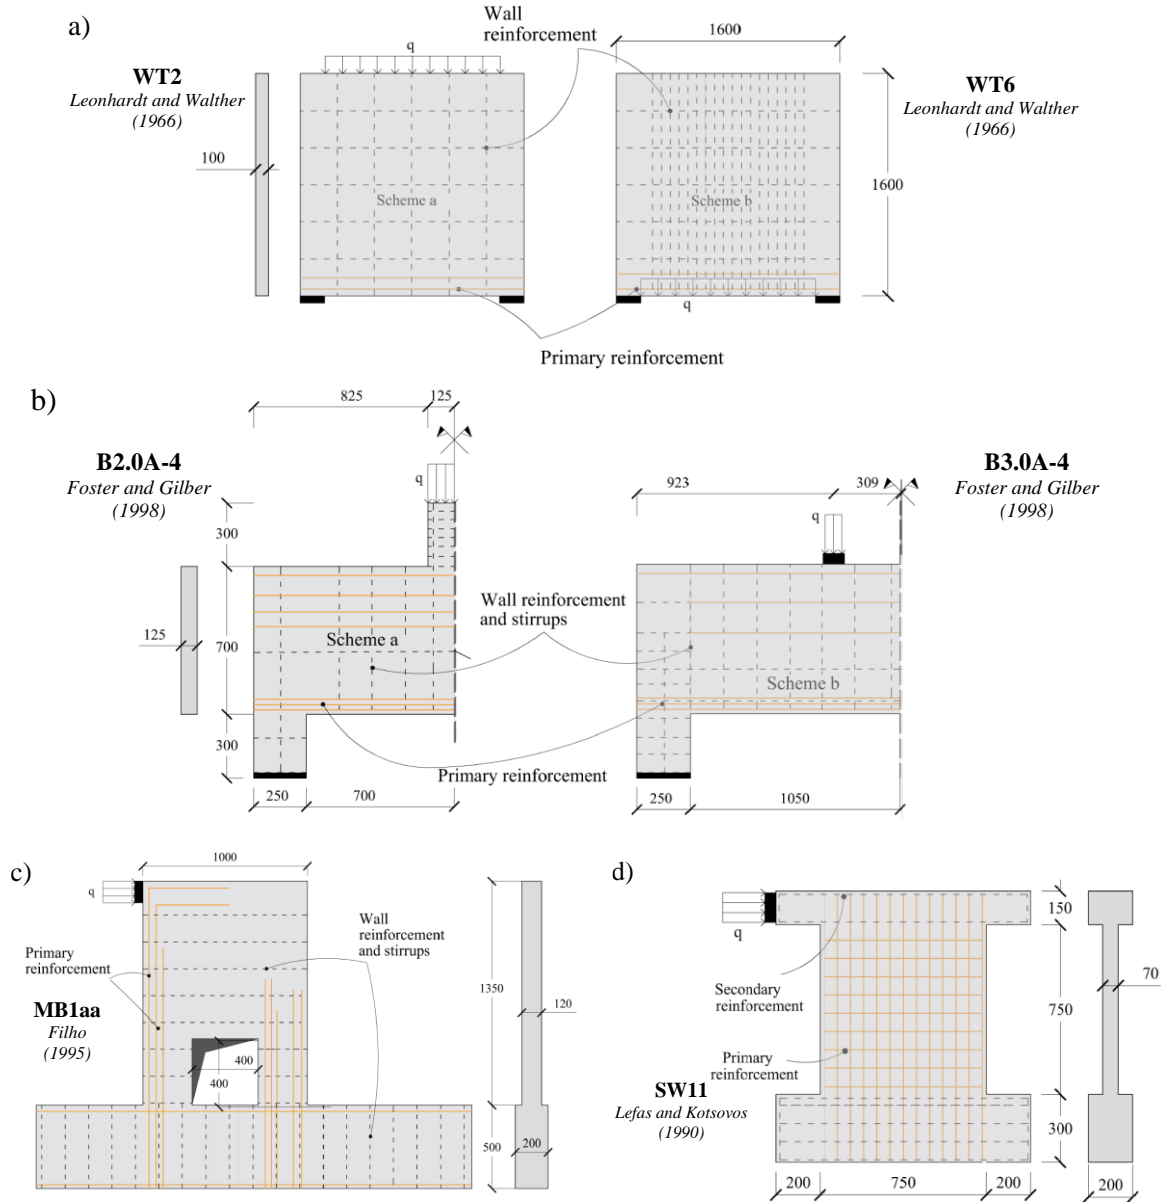 a)
Wall
reinforcement
1600
q
WT2
Leonhardt and Walther
(1966)
WT6
Leonhardt and Walther
(1966)
100
1600
Scheme a
Scheme b
q
Primary reinforcement
b)
825
125
B2.0A-4
Foster and Gilber
(1998)
B3.0A-4
Foster and Gilber
(1998)
q
923
309
q
300
Wall reinforcement
and stirrups
125
700
Scheme a
Scheme b
300
Primary reinforcement
250
700
250
1050
c)
1000
q
Wall
reinforcement
and stirrups
Primary
reinforcement
MB1aa
Filho
(1995)
1350
120
400
400
500
200
d)
q
150
70
Secondary
reinforcement
750
Primary
reinforcement
SW11
Lefas and Kotsovos
(1990)
300
200
750
200
200